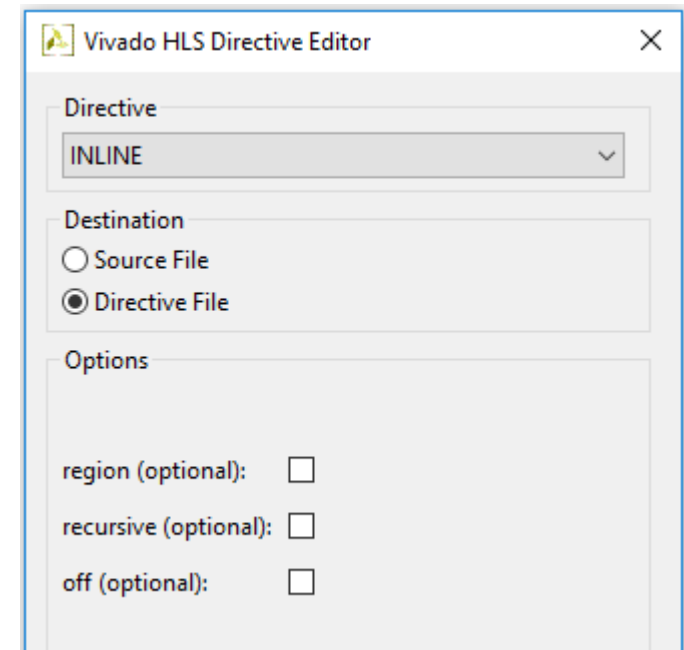 Vivado HLS Directive Editor
Directive
INLINE
Destination
Source File
Directive File
Options
region (optional):
recursive (optional):
off (optional):